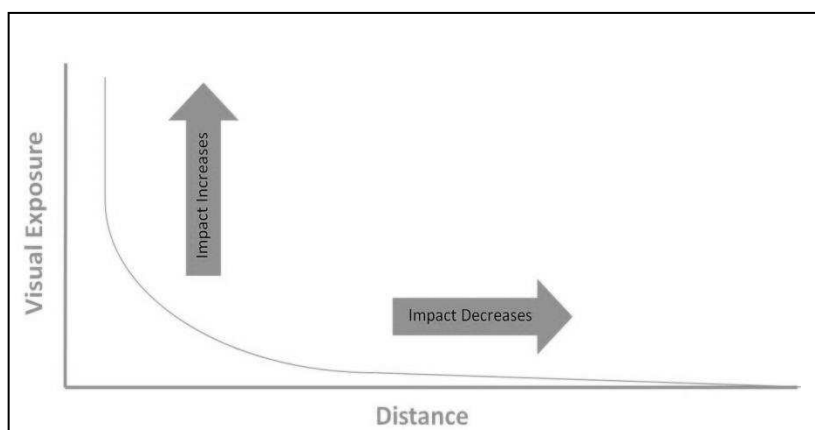 Visual Exposure
Impact Increases
Impact Decreases
Distance